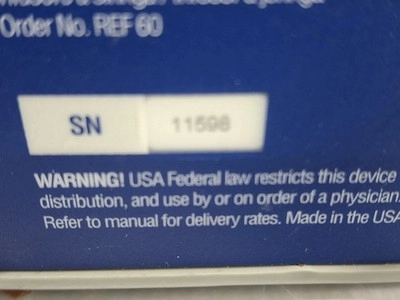 Order No. REF 60
SN 11598
WARNING! USA Federal law restricts this device
distribution, and use by or on order of a physician.
Refer to manual for delivery rates. Made in the USA